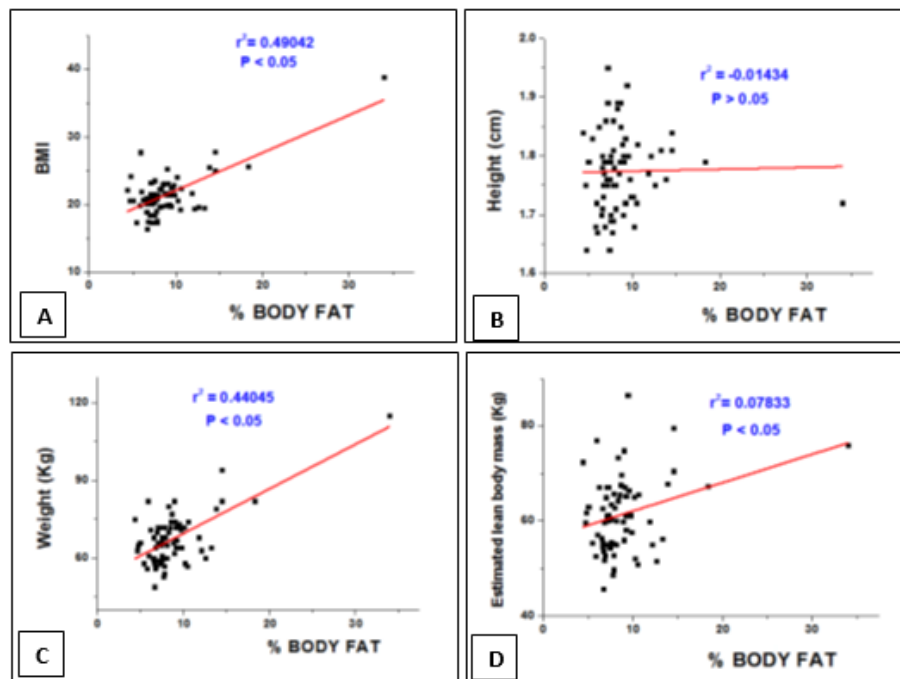 r²= 0.49042
P < 0.05
BMI
40
30
20
10
0
10
20
30
% BODY FAT
A
r² = -0.01434
P > 0.05
Height (cm)
2.0
1.9
1.8
1.7
1.6
0
10
20
30
% BODY FAT
B
r² = 0.44045
P < 0.05
Weight (Kg)
120
90
60
0
10
20
30
% BODY FAT
C
r²= 0.07833
P < 0.05
Estimated lean body mass (Kg)
80
60
40
0
10
20
30
% BODY FAT
D